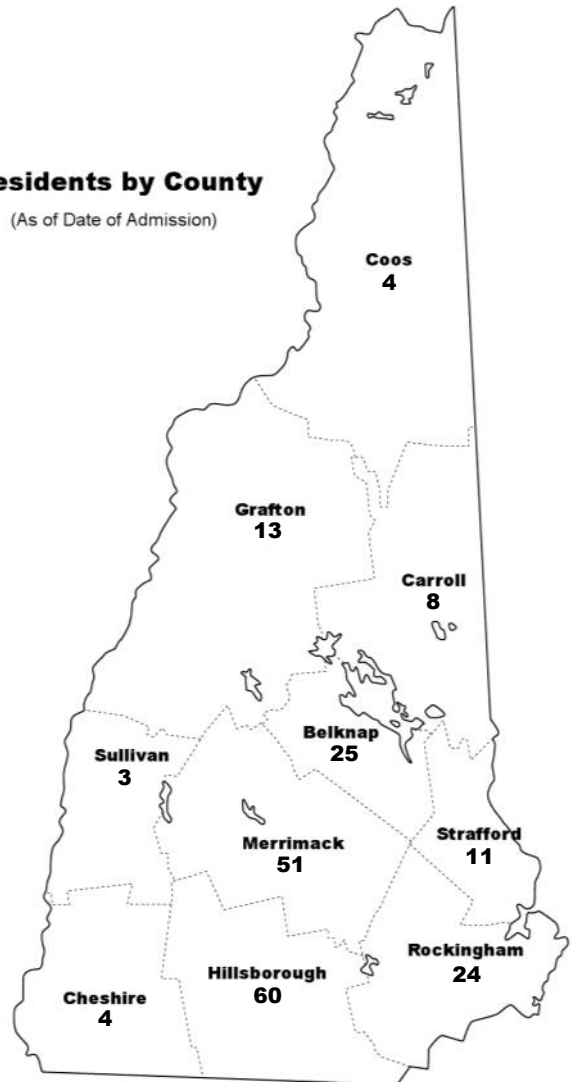 esidents by County
(As of Date of Admission)
Coos
4
Grafton
13
Carroll
8
Belknap
25
Sullivan
3
Merrimack
51
Strafford
11
Rockingham
24
Hillsborough
60
Cheshire
4